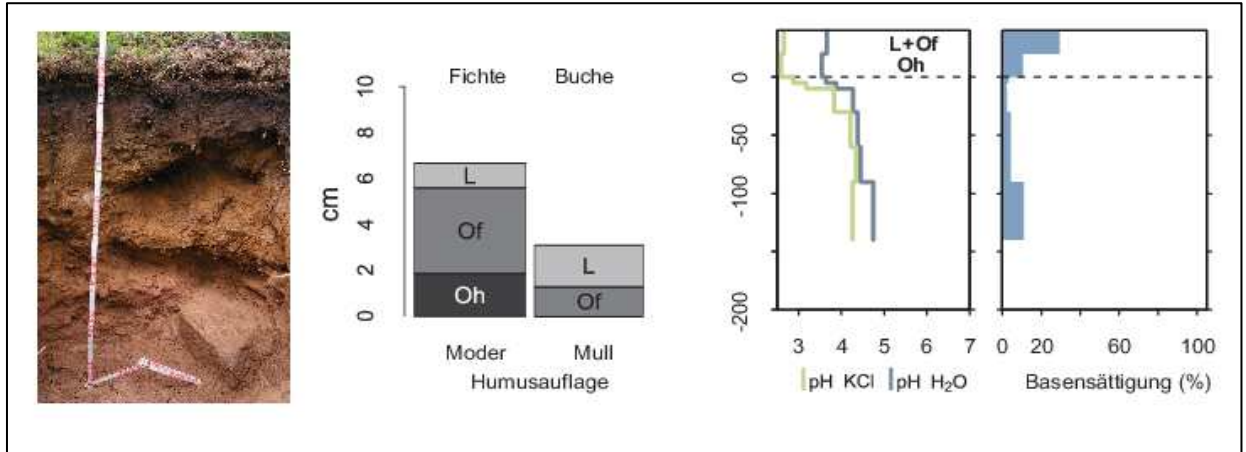 10
8
6
4
2
0
cm
Fichte
Buche
L
Of
Oh
L
Of
Moder
Mull
Humusauflage
L+Of
Oh
0
-50
-100
-200
3 4 5 6 7
pH KCl pH H₂O
0 20 60 100
Basensättigung (%)